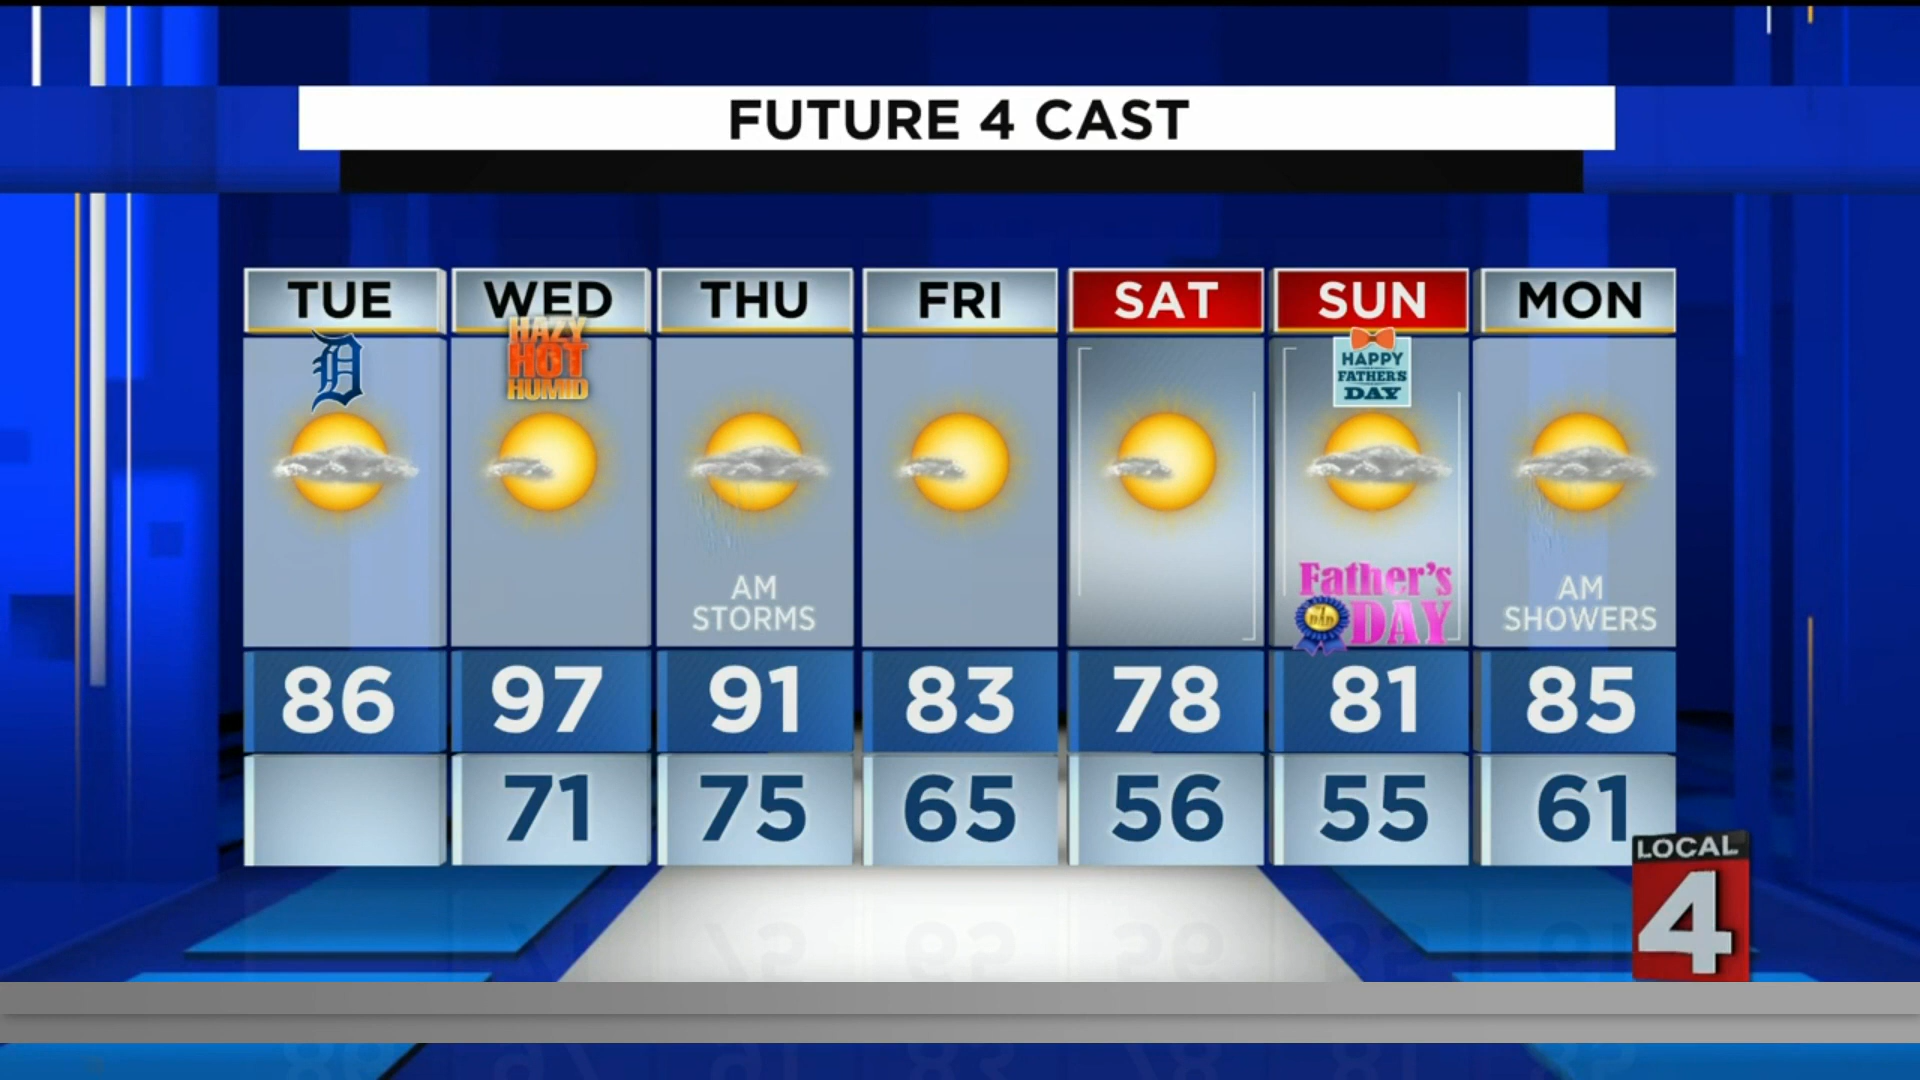 FUTURE 4 CAST
TUE WED THU FRI SAT SUN MON
D
HAZY
HOT
HUMID
HAPPY
FATHERS
DAY
AM
STORMS
Father's
DAY
AM
SHOWERS
86 97 91 83 78 81 85
71 75 65 56 55 61
LOCAL
4